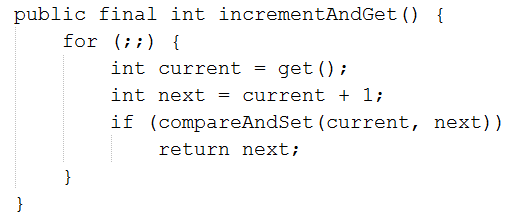 public final int incrementAndGet() {
    for (;;) {
        int current = get();
        int next = current + 1;
        if (compareAndSet(current, next))
            return next;
    }
}